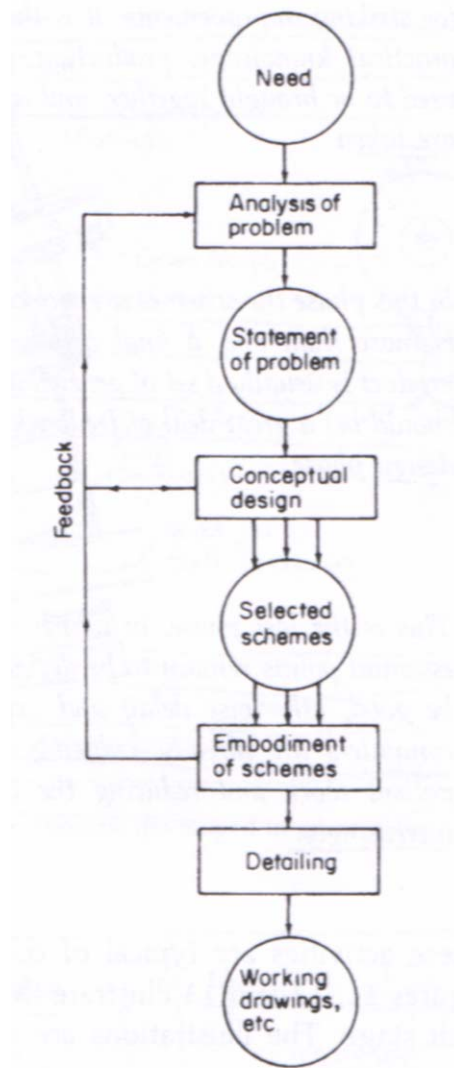 Need
Analysis of
problem
Statement
of problem
Feedback
Conceptual
design
Selected
schemes
Embodiment
of schemes
Detailing
Working
drawings,
etc